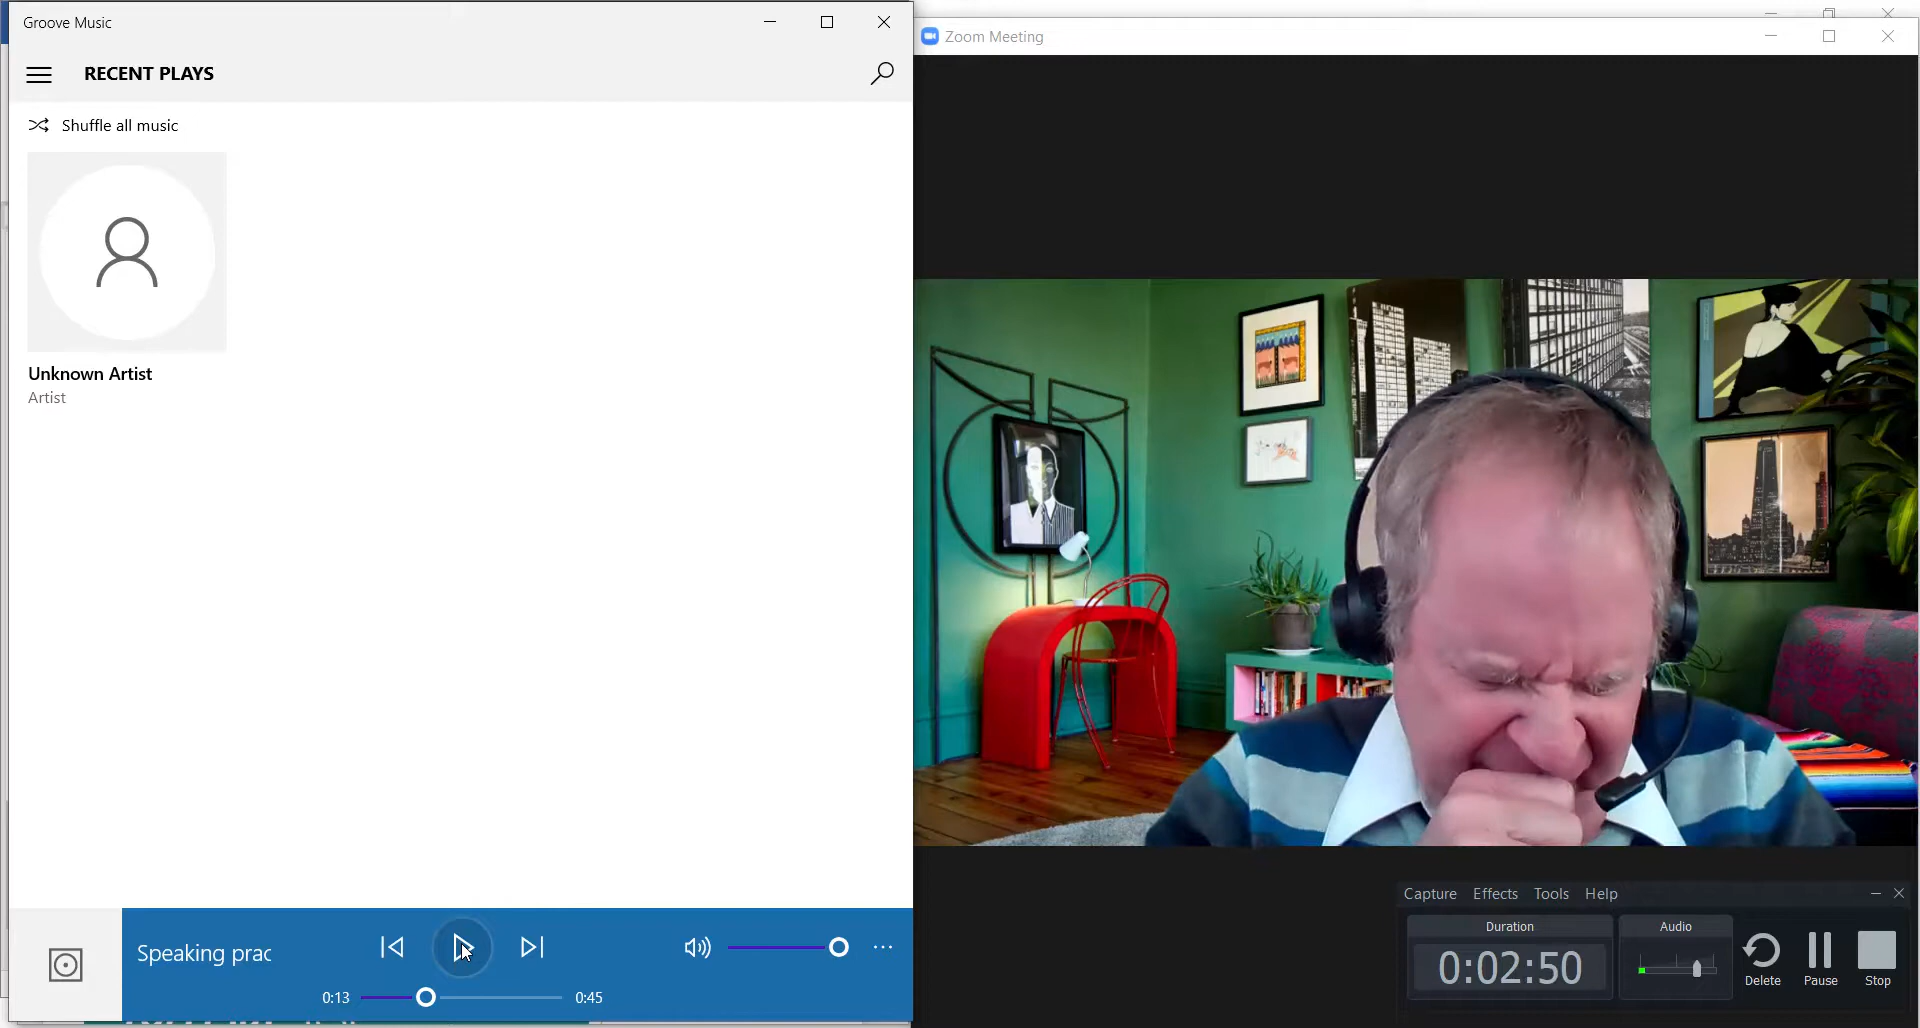 Groove Music
RECENT PLAYS
Shuffle all music
Unknown Artist
Artist
Speaking prac
0:13
0:45
Zoom Meeting
Capture Effects Tools Help
Duration
Audio
0:02:50
Delete
Pause
Stop